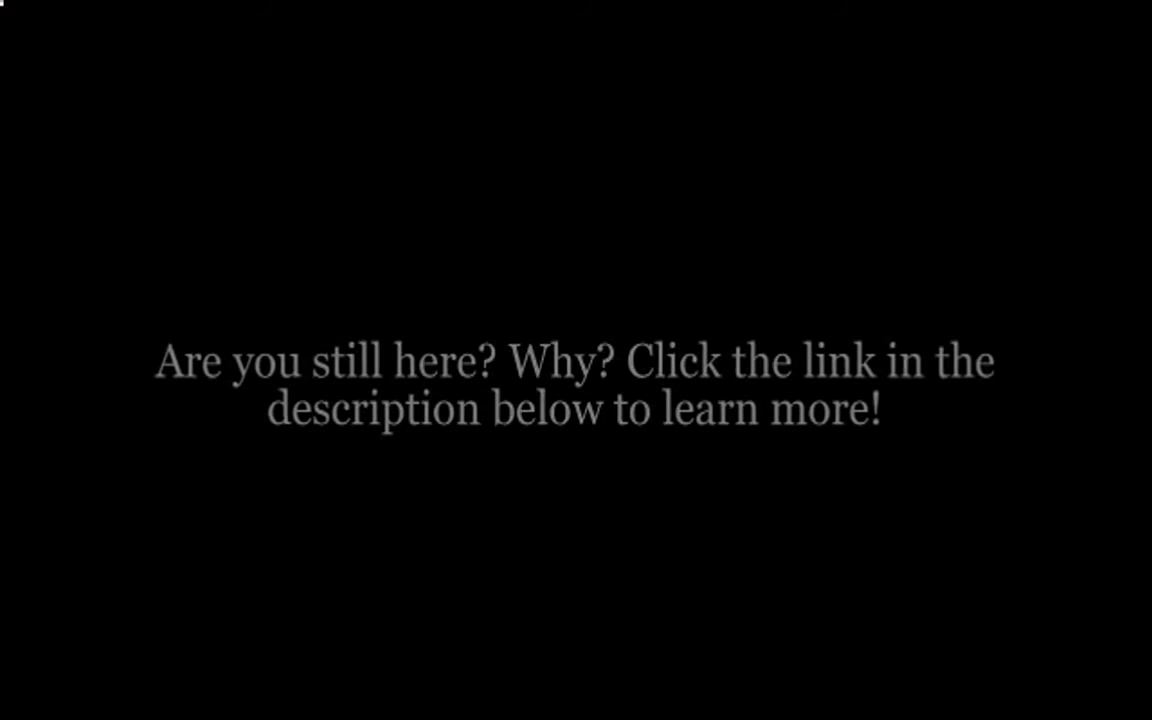 Are you still here? Why? Click the link in the
description below to learn more!